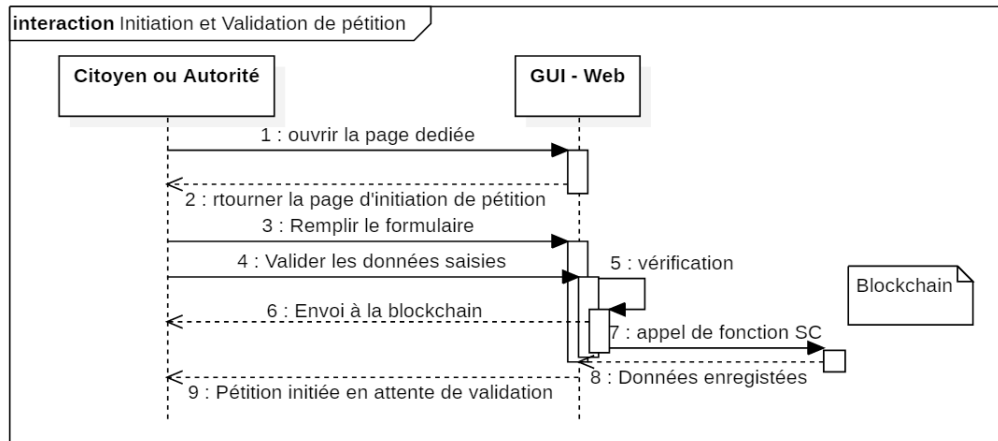 interaction Initiation et Validation de pétition
Citoyen ou Autorité
GUI - Web
1 : ouvrir la page dediée
2 : rtourner la page d'initiation de pétition
3 : Remplir le formulaire
4 : Valider les données saisies
5 : vérification
Blockchain
6 : Envoi à la blockchain
7 : appel de fonction SC
8 : Données enregistées
9 : Pétition initiée en attente de validation